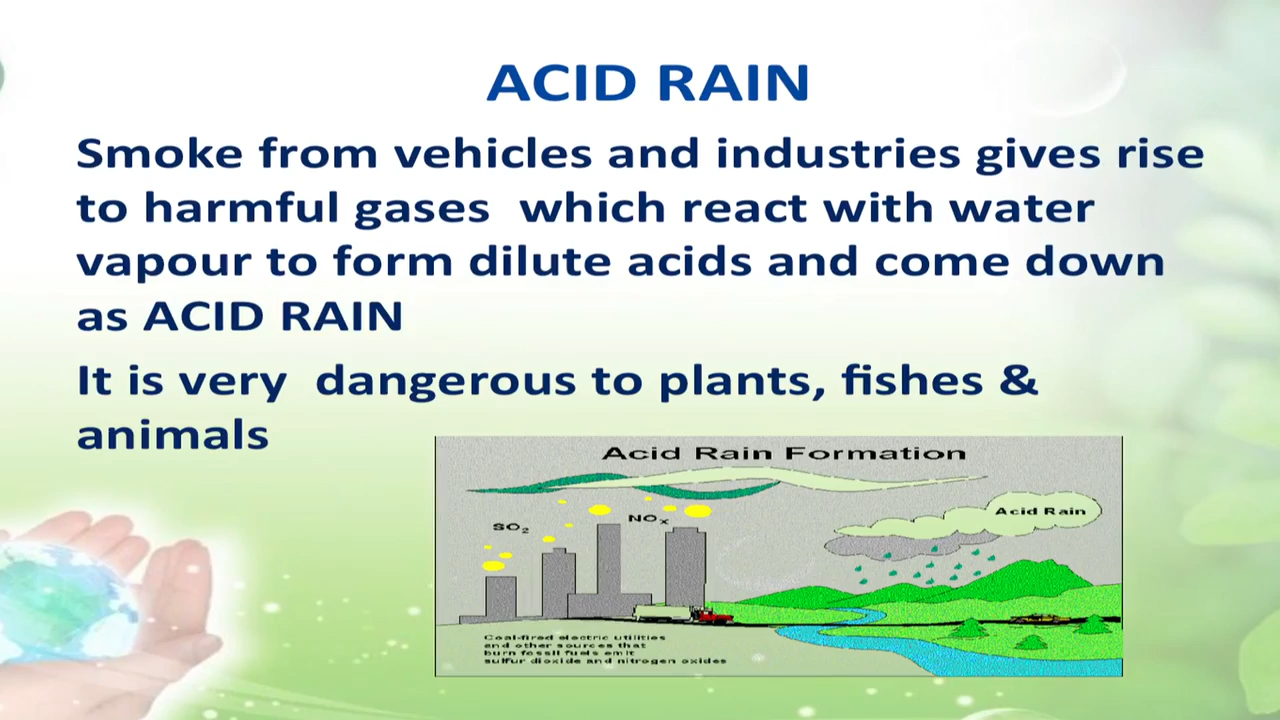 ACID RAIN
Smoke from vehicles and industries gives rise
to harmful gases  which react with water
vapour to form dilute acids and come down
as ACID RAIN
It is very  dangerous to plants, fishes &
animals
Acid Rain Formation
SO₂
NOₓ
Acid Rain
Coal-fired electric utilities
and other sources that
burn fossil fuels emit
sulfur dioxide and nitrogen oxides